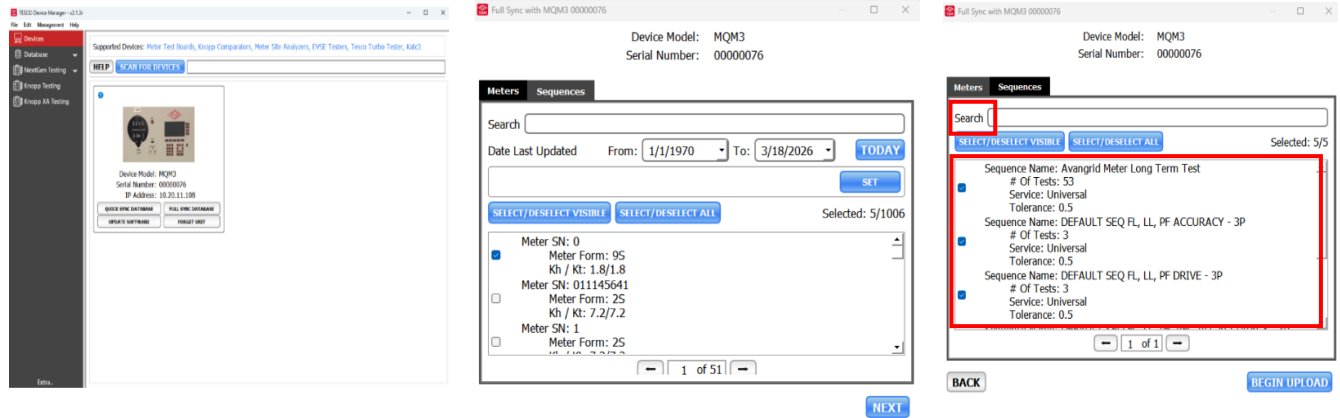 TESCO Device Manager - v2.1.2c
File Edit Management Help
Devices
Database
NextGen Testing
Knopp Testing
Knopp XA Testing
Extra...
Supported Devices: Meter Test Boards, Knopp Comparators, Meter Site Analyzers, EVSE Testers, Tesco Turbo Tester, Katc3
HELP SCAN FOR DEVICES
Device Model: MQM3
Serial Number: 00000076
IP Address: 10.20.11.108
QUICK SYNC DATABASE FULL SYNC DATABASE
UPDATE SOFTWARE FORGET UNIT
Full Sync with MQM3 00000076
Device Model: MQM3
Serial Number: 00000076
Meters Sequences
Search
Date Last Updated From: 1/1/1970 To: 3/18/2026 TODAY
SET
SELECT/DESELECT VISIBLE SELECT/DESELECT ALL Selected: 5/1006
Meter SN: 0
Meter Form: 9S
Kh / Kt: 1.8/1.8
Meter SN: 011145641
Meter Form: 2S
Kh / Kt: 7.2/7.2
Meter SN: 1
Meter Form: 2S
Kh / Kt: 7.2/7.2
1 of 51
NEXT
Full Sync with MQM3 00000076
Device Model: MQM3
Serial Number: 00000076
Meters Sequences
Search
SELECT/DESELECT VISIBLE SELECT/DESELECT ALL Selected: 5/5
Sequence Name: Avangrid Meter Long Term Test
# Of Tests: 53
Service: Universal
Tolerance: 0.5
Sequence Name: DEFAULT SEQ FL, LL, PF ACCURACY - 3P
# Of Tests: 3
Service: Universal
Tolerance: 0.5
Sequence Name: DEFAULT SEQ FL, LL, PF DRIVE - 3P
# Of Tests: 3
Service: Universal
Tolerance: 0.5
1 of 1
BACK BEGIN UPLOAD